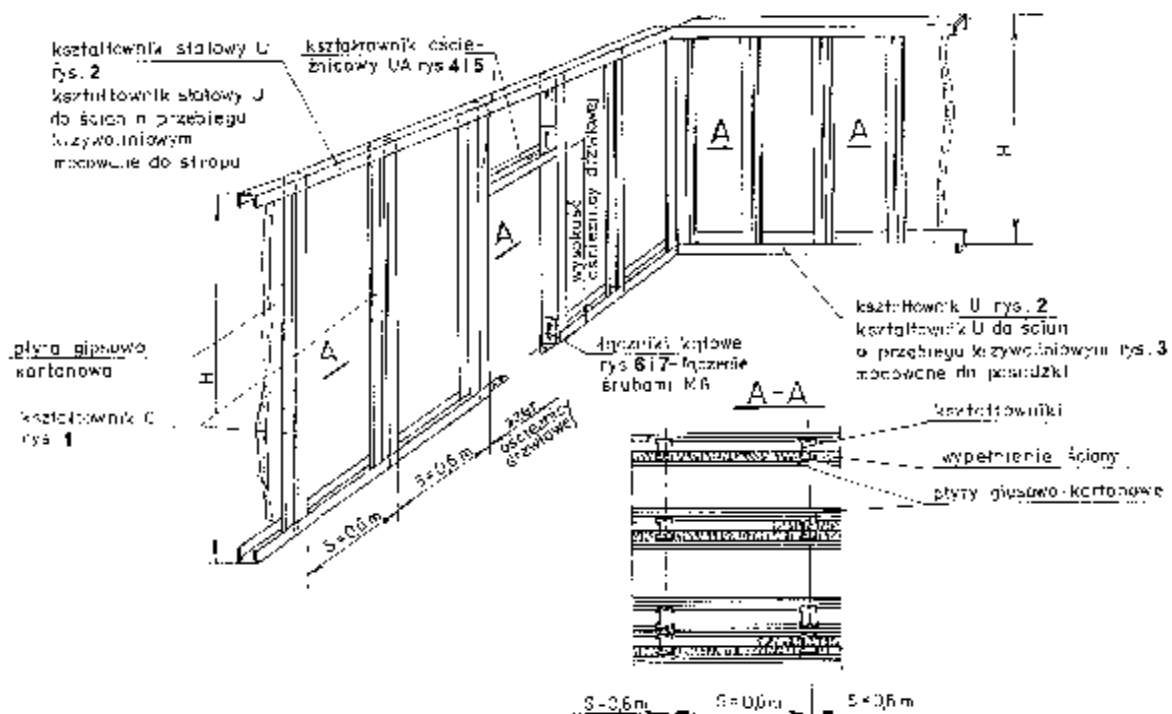 kształtownik stalowy U
rys. 2
kształtownik stalowy U
do ścian o przebiegu
krzywoliniowym
mocowane do stropu
kształtownik oście-
żnicowy UA rys 4 i 5
A
A
A
A
wysokość
ościeżnicy drzwiowej
H
H
płyta gipsowo
kartonowa
kształtownik C
rys 1
S=0,6 m
S=0,6 m
szer.
ościeżnicy
drzwiowej
łączniki kątowe
rys 6 i 7-łączenie
śrubami M6
kształtownik U rys. 2
kształtownik U do ścian
o przebiegu krzywoliniowym rys. 3
mocowane do posadzki
A-A
kształtowniki
wypełnienie ściany
płyty gipsowo-kartonowe
S=0,6m
S=0,6m
S=0,6m